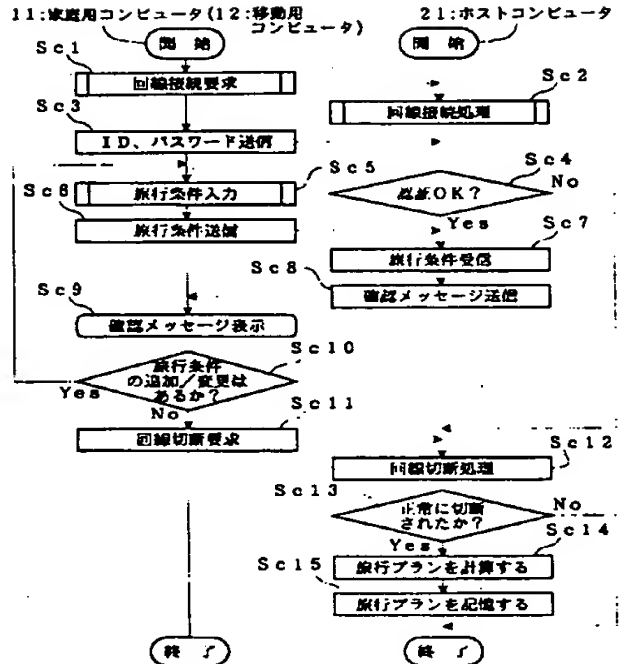 11:家庭用コンピュータ(12:移動用
コンピュータ)
21:ホストコンピュータ
開 始
開 始
Sc1
回線接続要求
Sc2
回線接続処理
Sc3
ID、パスワード送信
Sc4
認証OK?
No
Yes
Sc5
旅行条件入力
Sc6
旅行条件送信
Sc7
旅行条件受信
Sc8
確認メッセージ送信
Sc9
確認メッセージ表示
Sc10
旅行条件
の追加/変更は
あるか?
Yes
No
Sc11
回線切断要求
Sc12
回線切断処理
Sc13
正常に切断
されたか?
No
Yes
Sc14
旅行プランを計算する
Sc15
旅行プランを記憶する
終 了
終 了